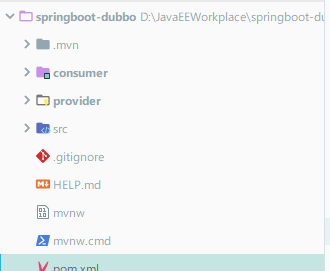 springboot-dubbo D:\JavaEEWorkplace\springboot-du
.mvn
consumer
provider
src
.gitignore
HELP.md
mvnw
mvnw.cmd
pom.xml